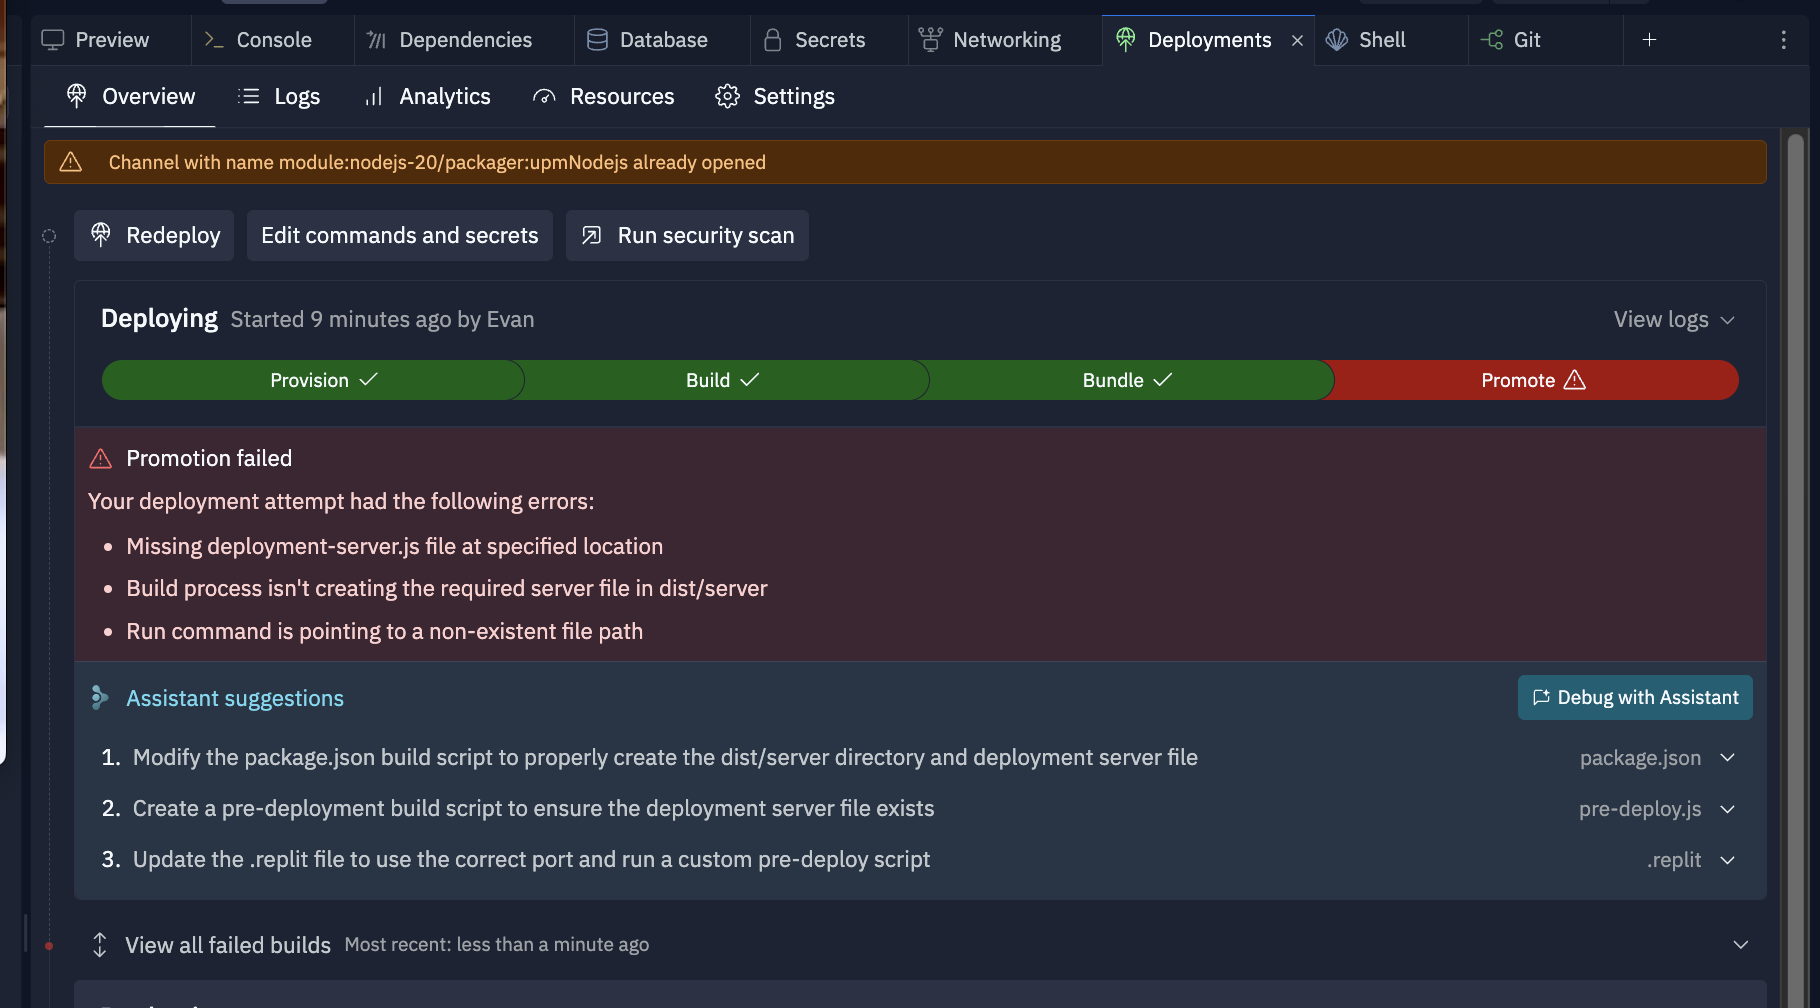 Preview Console Dependencies Database Secrets Networking Deployments Shell Git
Overview Logs Analytics Resources Settings
Channel with name module:nodejs-20/packager:upmNodejs already opened
Redeploy Edit commands and secrets Run security scan
Deploying Started 9 minutes ago by Evan View logs
Provision Build Bundle Promote
Promotion failed
Your deployment attempt had the following errors:
• Missing deployment-server.js file at specified location
• Build process isn't creating the required server file in dist/server
• Run command is pointing to a non-existent file path
Assistant suggestions Debug with Assistant
1. Modify the package.json build script to properly create the dist/server directory and deployment server file package.json
2. Create a pre-deployment build script to ensure the deployment server file exists pre-deploy.js
3. Update the .replit file to use the correct port and run a custom pre-deploy script .replit
View all failed builds Most recent: less than a minute ago